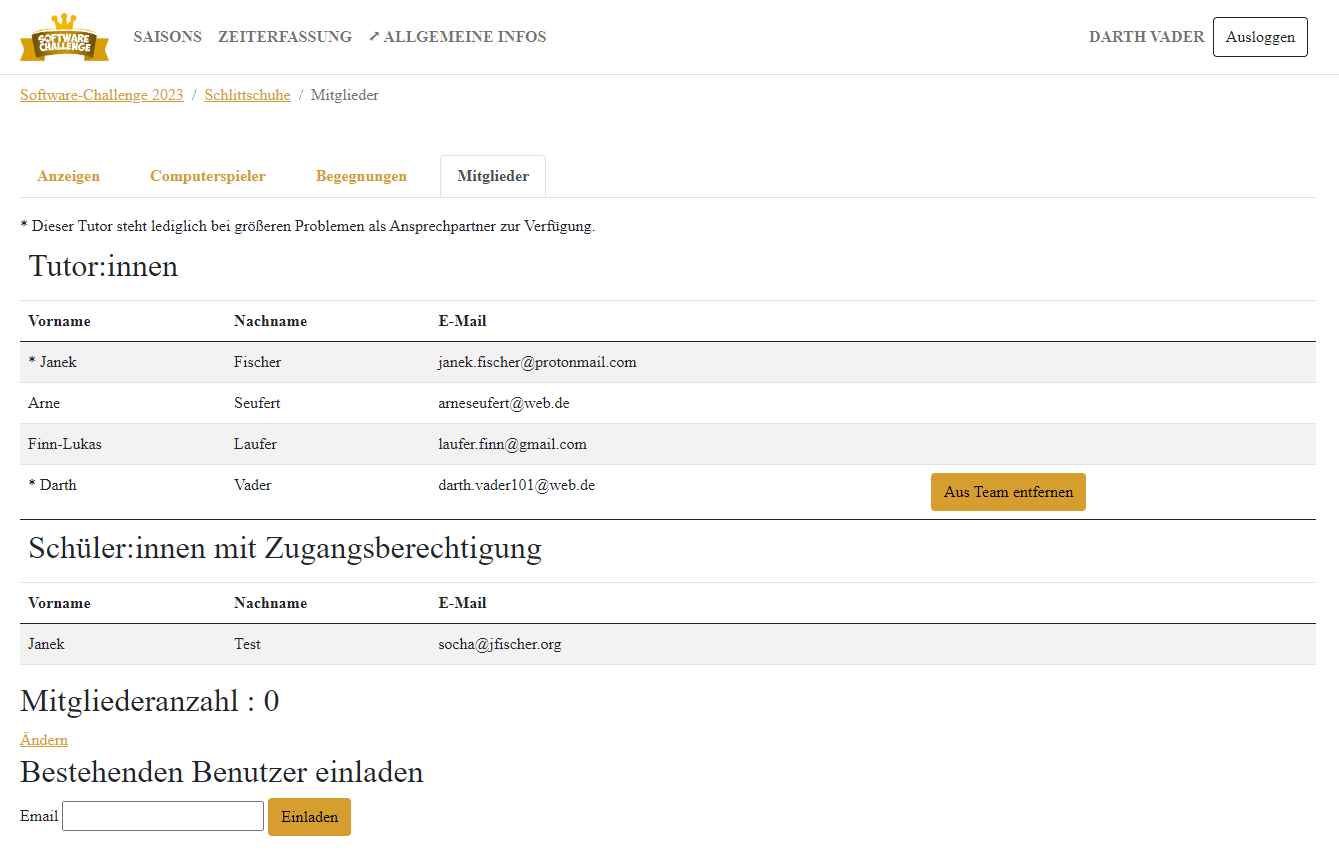 SOFTWARE
CHALLENGE
SAISONS ZEITERFASSUNG ➚ ALLGEMEINE INFOS DARTH VADER Ausloggen
Software-Challenge 2023 / Schlittschuhe / Mitglieder
Anzeigen Computerspieler Begegnungen Mitglieder
* Dieser Tutor steht lediglich bei größeren Problemen als Ansprechpartner zur Verfügung.
Tutor:innen
Vorname Nachname E-Mail
* Janek Fischer janek.fischer@protonmail.com
Arne Seufert arneseufert@web.de
Finn-Lukas Laufer laufer.finn@gmail.com
* Darth Vader darth.vader101@web.de Aus Team entfernen
Schüler:innen mit Zugangsberechtigung
Vorname Nachname E-Mail
Janek Test socha@jfischer.org
Mitgliederanzahl : 0
Ändern
Bestehenden Benutzer einladen
Email Einladen